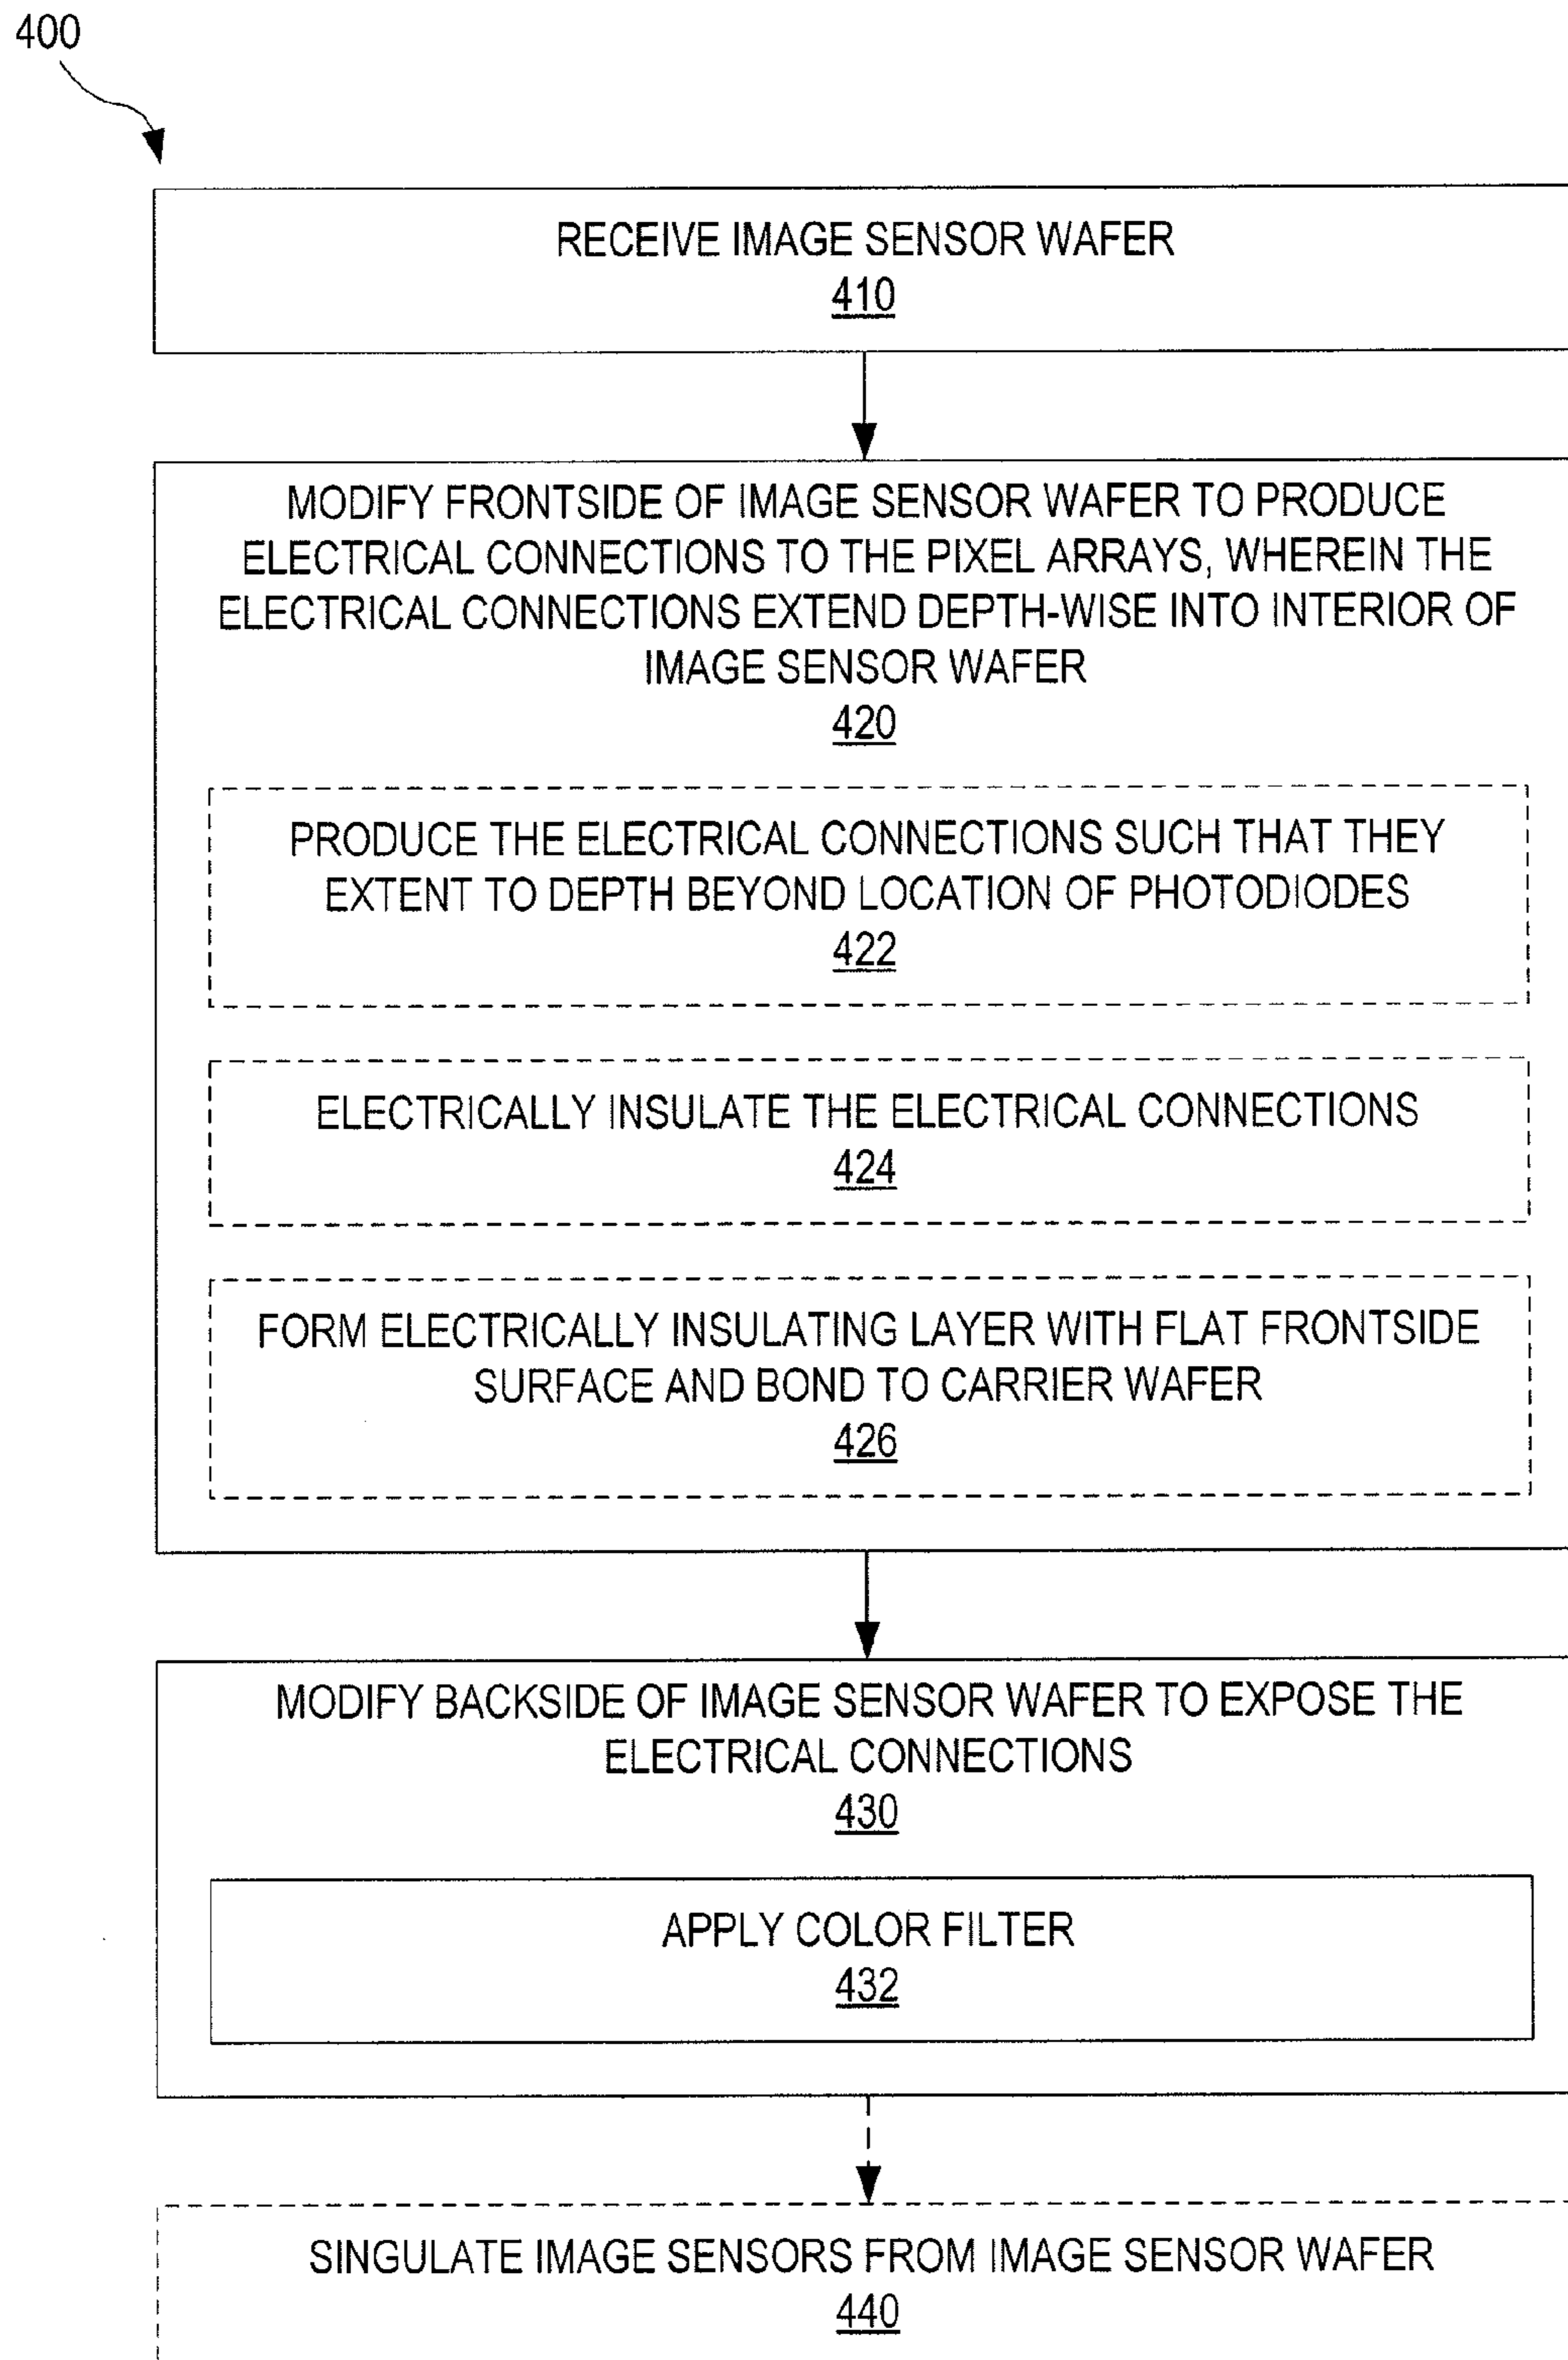 400
RECEIVE IMAGE SENSOR WAFER
410
MODIFY FRONTSIDE OF IMAGE SENSOR WAFER TO PRODUCE
ELECTRICAL CONNECTIONS TO THE PIXEL ARRAYS, WHEREIN THE
ELECTRICAL CONNECTIONS EXTEND DEPTH-WISE INTO INTERIOR OF
IMAGE SENSOR WAFER
420
PRODUCE THE ELECTRICAL CONNECTIONS SUCH THAT THEY
EXTENT TO DEPTH BEYOND LOCATION OF PHOTODIODES
422
ELECTRICALLY INSULATE THE ELECTRICAL CONNECTIONS
424
FORM ELECTRICALLY INSULATING LAYER WITH FLAT FRONTSIDE
SURFACE AND BOND TO CARRIER WAFER
426
MODIFY BACKSIDE OF IMAGE SENSOR WAFER TO EXPOSE THE
ELECTRICAL CONNECTIONS
430
APPLY COLOR FILTER
432
SINGULATE IMAGE SENSORS FROM IMAGE SENSOR WAFER
440